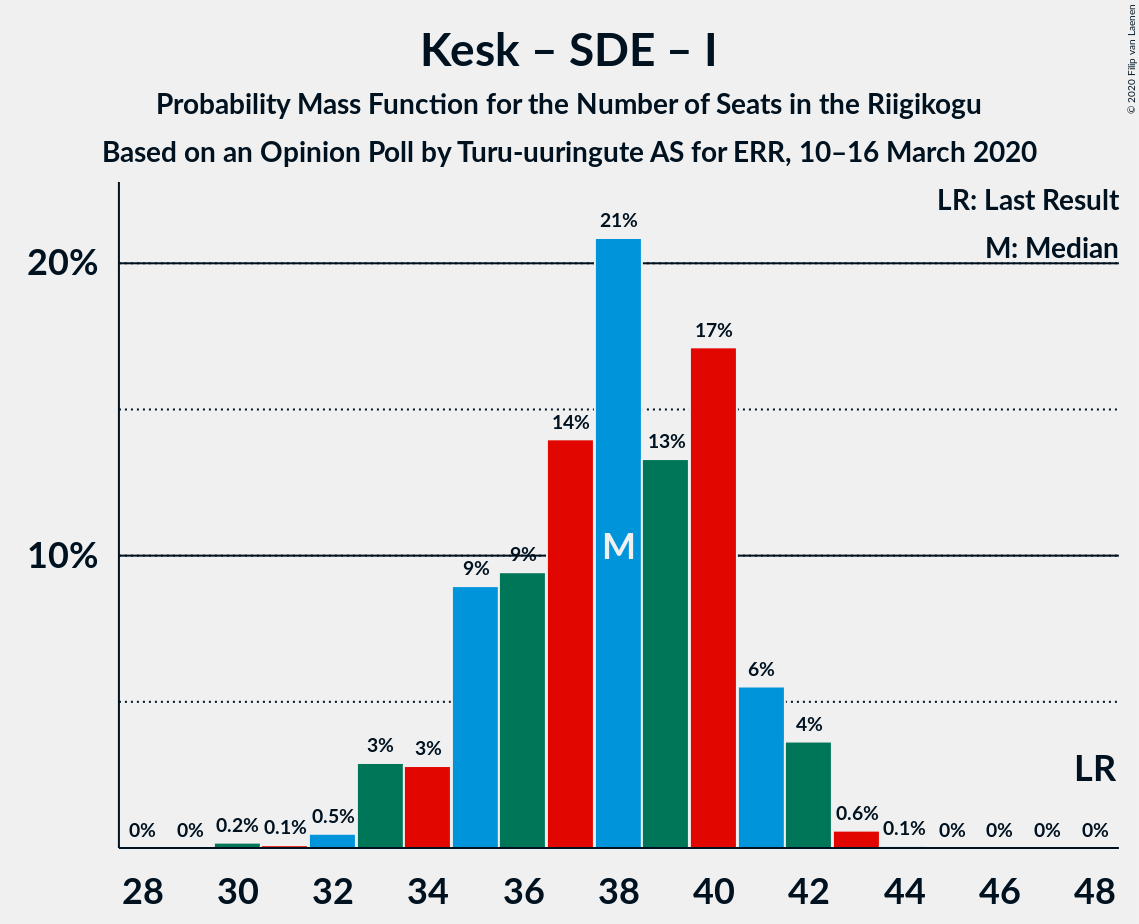 Kesk – SDE – I
Probability Mass Function for the Number of Seats in the Riigikogu
Based on an Opinion Poll by Turu-uuringute AS for ERR, 10–16 March 2020
© 2020 Filip van Laenen
LR: Last Result
M: Median
20%
10%
0%
0%
0.2%
0.1%
0.5%
3%
3%
9%
9%
14%
21%
13%
17%
6%
4%
0.6%
0.1%
0%
0%
0%
0%
M
LR
28 30 32 34 36 38 40 42 44 46 48